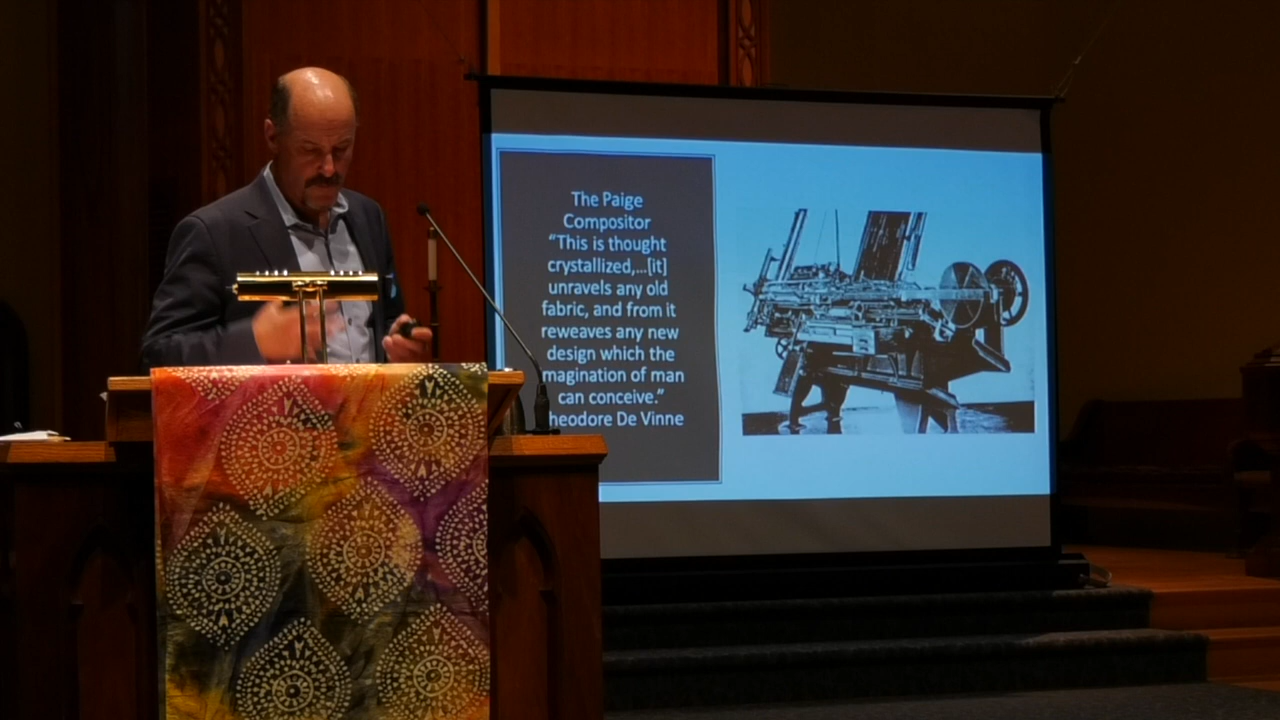 The Paige
Compositor
“This is thought
crystallized,...[it]
unravels any old
fabric, and from it
reweaves any new
design which the
magination of man
can conceive.”
heodore De Vinne